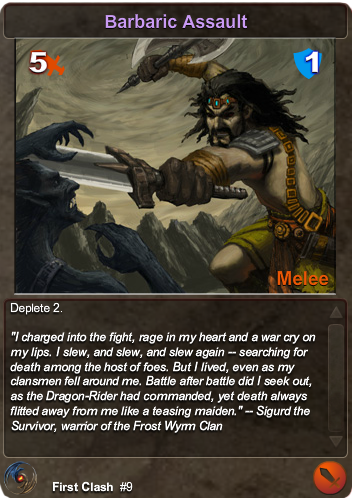 Barbaric Assault
5 1
Melee
Deplete 2.
"I charged into the fight, rage in my heart and a war cry on
my lips. I slew, and slew, and slew again -- searching for
death among the host of foes. But I lived, even as my
clansmen fell around me. Battle after battle did I seek out,
as the Dragon-Rider had commanded, yet death always
flitted away from me like a teasing maiden." -- Sigurd the
Survivor, warrior of the Frost Wyrm Clan
First Clash #9